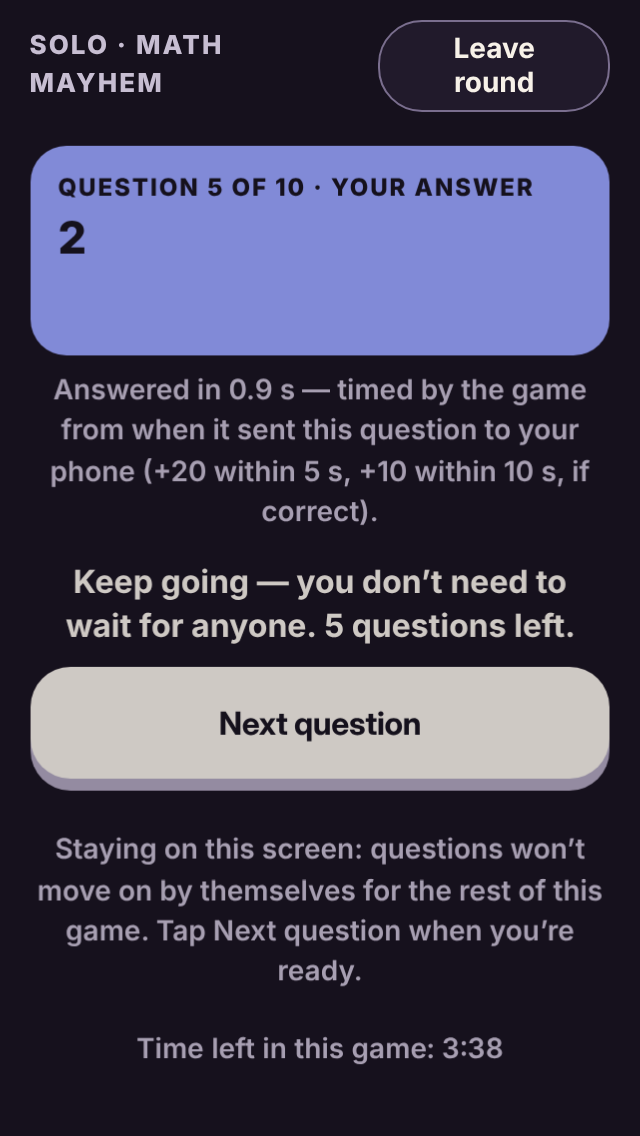 SOLO · MATH
MAYHEM
Leave
round
QUESTION 5 OF 10 · YOUR ANSWER
2
Answered in 0.9 s — timed by the game
from when it sent this question to your
phone (+20 within 5 s, +10 within 10 s, if
correct).
Keep going — you don’t need to
wait for anyone. 5 questions left.
Next question
Staying on this screen: questions won’t
move on by themselves for the rest of this
game. Tap Next question when you’re
ready.
Time left in this game: 3:38